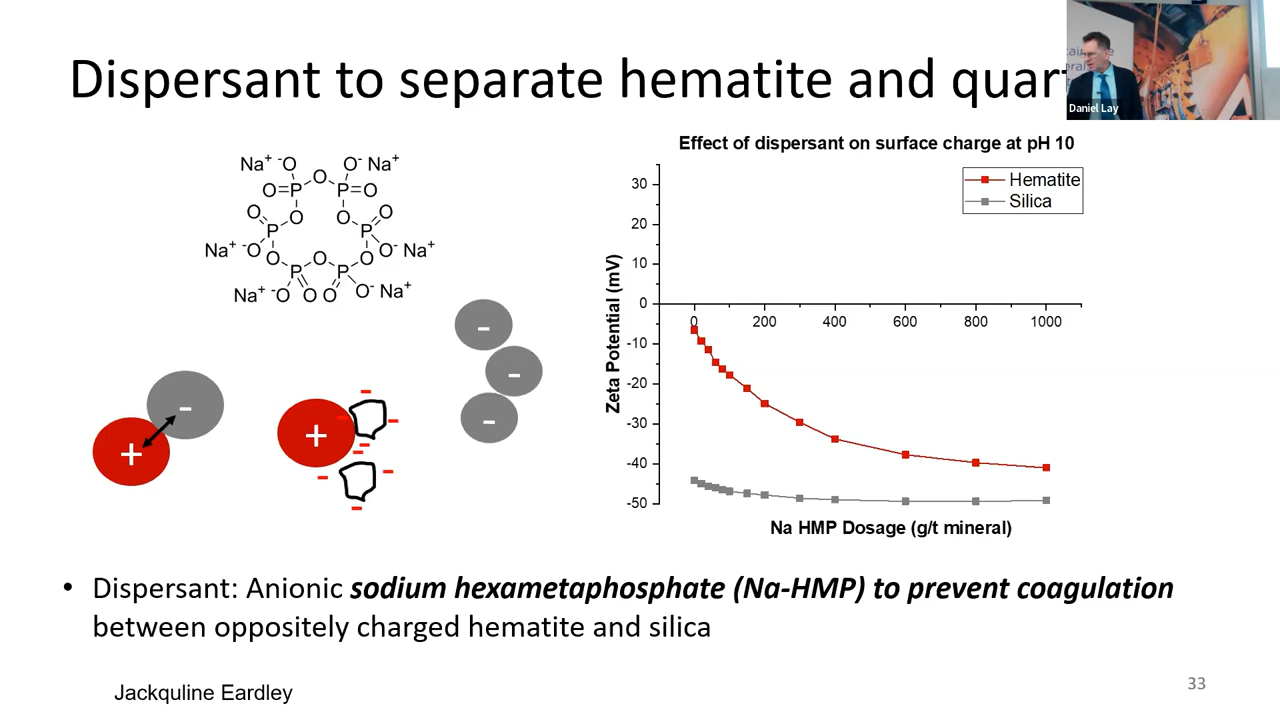 Dispersant to separate hematite and quar
Daniel Lay
Na⁺ ⁻O O⁻ Na⁺
O
O=P P=O
O O O O
P P
Na⁺ ⁻O O⁻ Na⁺
O O O
P P
Na⁺ ⁻O O O O⁻ Na⁺
-
-
-
-
+
+
Effect of dispersant on surface charge at pH 10
Hematite
Silica
Zeta Potential (mV)
30
20
10
0
-10
-20
-30
-40
-50
0 200 400 600 800 1000
Na HMP Dosage (g/t mineral)
• Dispersant: Anionic sodium hexametaphosphate (Na-HMP) to prevent coagulation
between oppositely charged hematite and silica
Jackquline Eardley
33